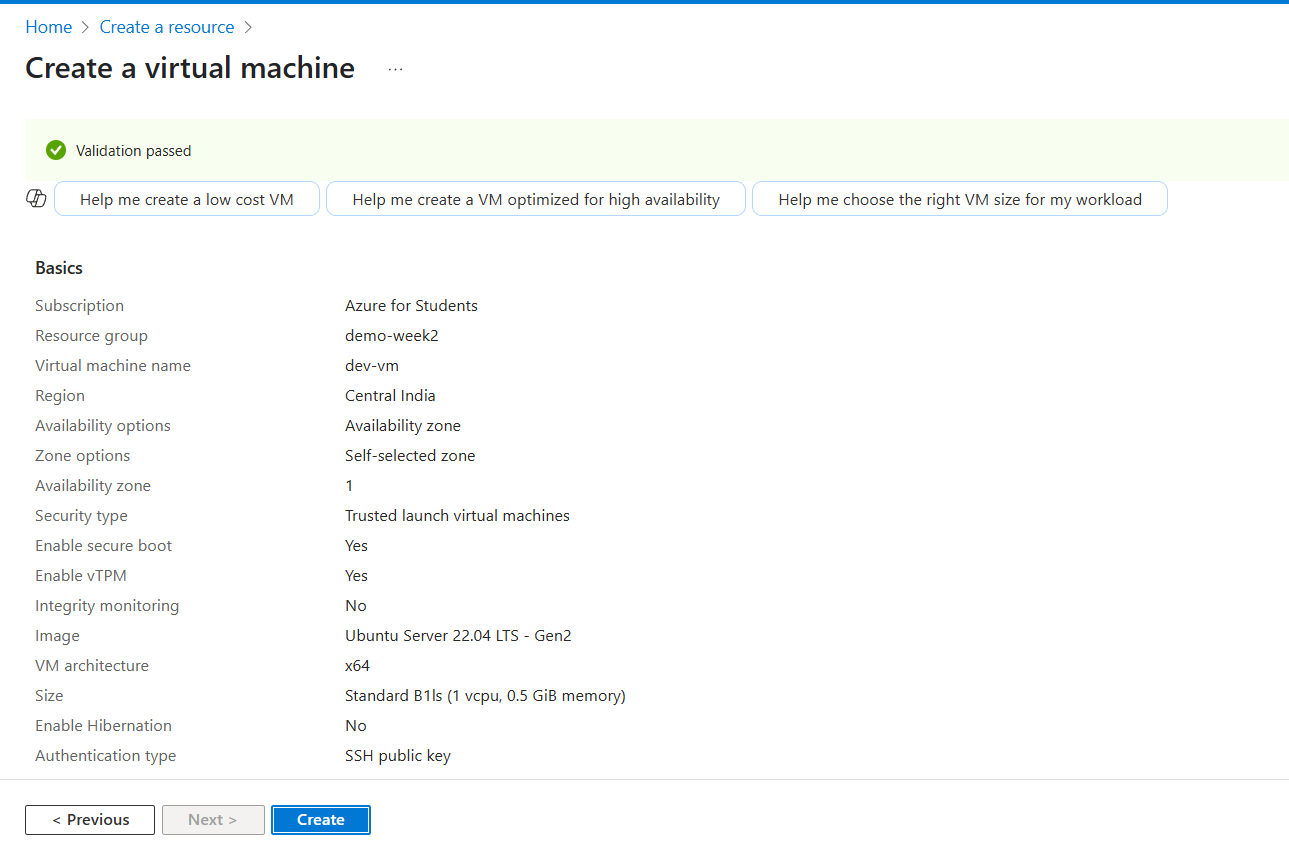 Home > Create a resource >
Create a virtual machine ...
Validation passed
Help me create a low cost VM Help me create a VM optimized for high availability Help me choose the right VM size for my workload
Basics
Subscription Azure for Students
Resource group demo-week2
Virtual machine name dev-vm
Region Central India
Availability options Availability zone
Zone options Self-selected zone
Availability zone 1
Security type Trusted launch virtual machines
Enable secure boot Yes
Enable vTPM Yes
Integrity monitoring No
Image Ubuntu Server 22.04 LTS - Gen2
VM architecture x64
Size Standard B1ls (1 vcpu, 0.5 GiB memory)
Enable Hibernation No
Authentication type SSH public key
< Previous Next > Create